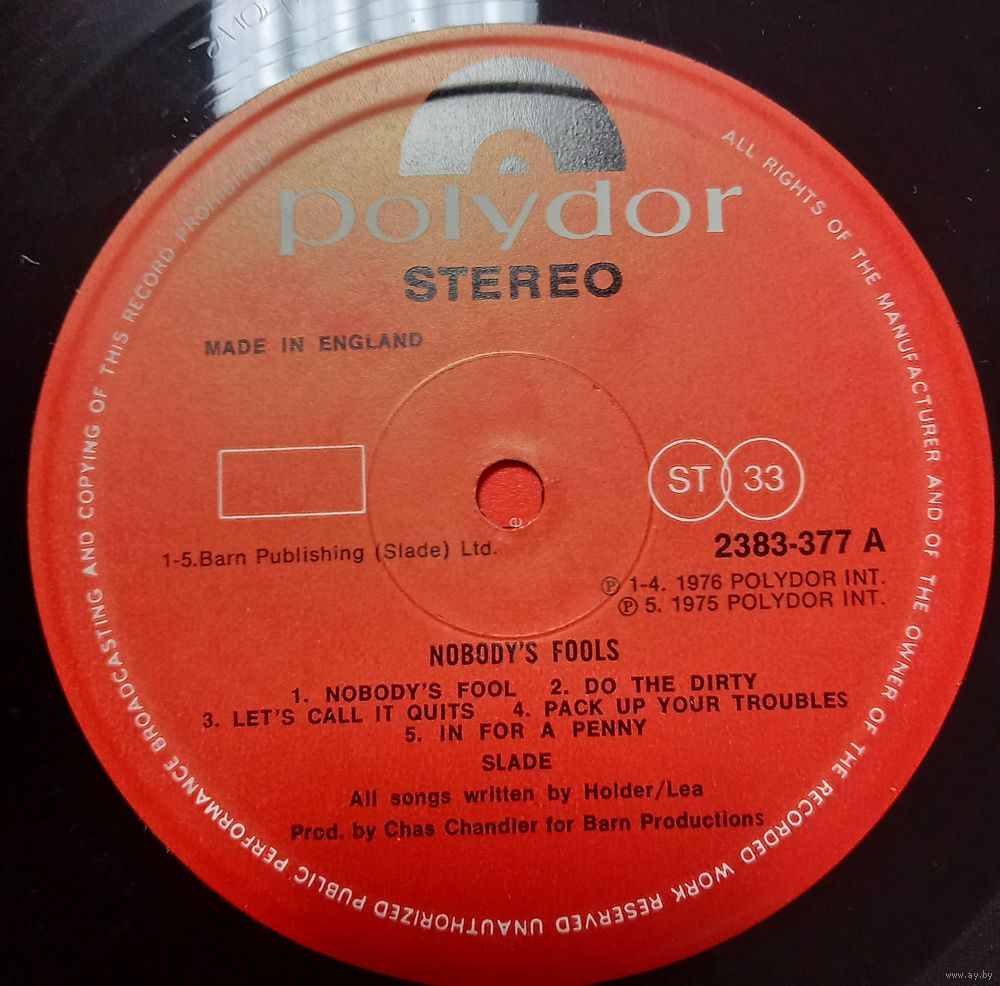 polydor
STEREO
MADE IN ENGLAND
ST 33
2383-377 A
1-5.Barn Publishing (Slade) Ltd.
℗ 1-4. 1976 POLYDOR INT.
℗ 5. 1975 POLYDOR INT.
NOBODY'S FOOLS
1. NOBODY'S FOOL 2. DO THE DIRTY
3. LET'S CALL IT QUITS 4. PACK UP YOUR TROUBLES
5. IN FOR A PENNY
SLADE
All songs written by Holder/Lea
Prod. by Chas Chandler for Barn Productions
ALL RIGHTS OF THE MANUFACTURER AND OF THE OWNER OF THE RECORDED WORK RESERVED UNAUTHORIZED PUBLIC PERFORMANCE BROADCASTING AND COPYING OF THIS RECORD PROHIBITED
www.ay.by